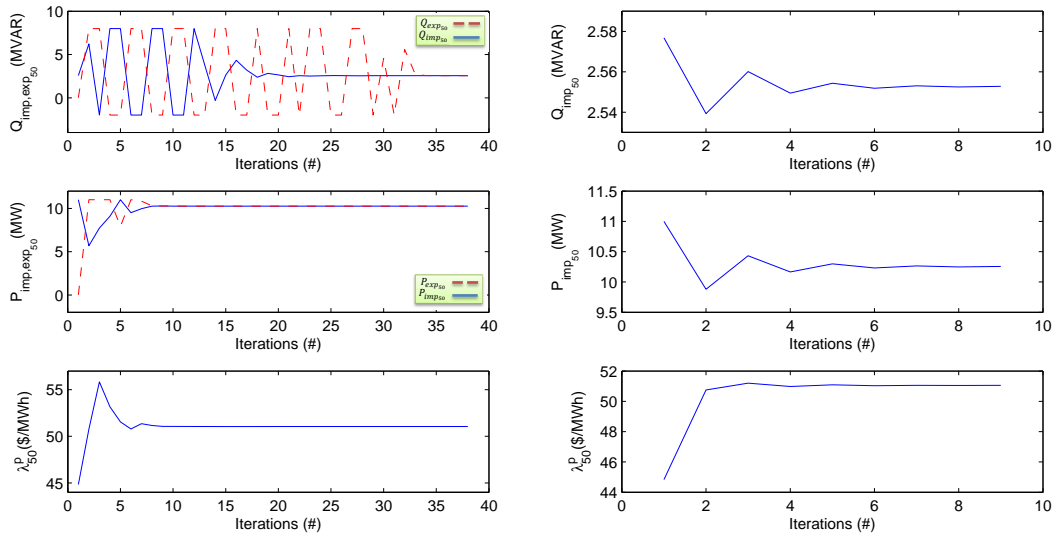 Q_imp,exp_50 (MVAR)
10
5
0
Q_exp_50
Q_imp_50
0 5 10 15 20 25 30 35 40
Iterations (#)
Q_imp_50 (MVAR)
2.58
2.56
2.54
0 2 4 6 8 10
Iterations (#)
P_imp,exp_50 (MW)
10
5
0
P_exp_50
P_imp_50
0 5 10 15 20 25 30 35 40
Iterations (#)
P_imp_50 (MW)
11.5
11
10.5
10
9.5
0 2 4 6 8 10
Iterations (#)
λ_50^p($/MWh)
55
50
45
0 5 10 15 20 25 30 35 40
Iterations (#)
λ_50^p($/MWh)
52
50
48
46
44
0 2 4 6 8 10
Iterations (#)